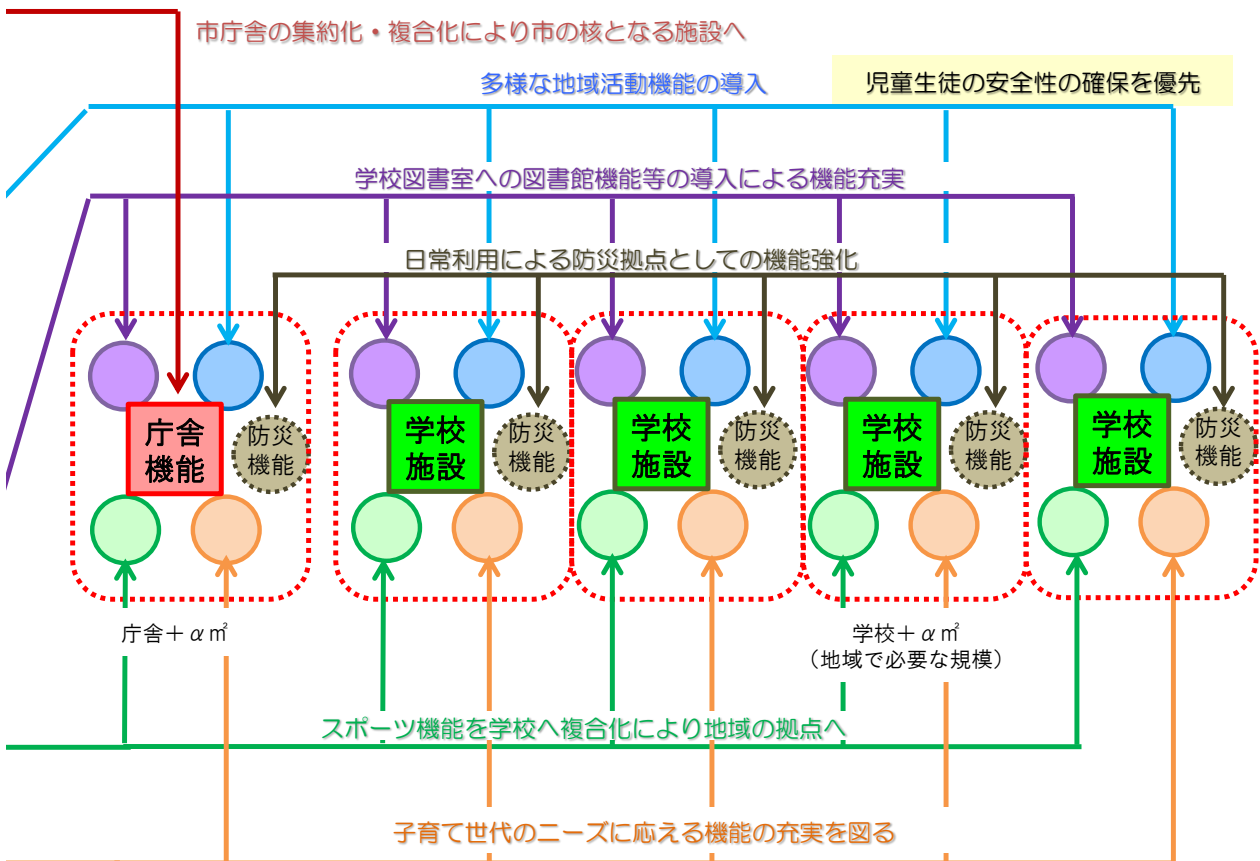 市庁舎の集約化・複合化により市の核となる施設へ
多様な地域活動機能の導入
児童生徒の安全性の確保を優先
学校図書室への図書館機能等の導入による機能充実
日常利用による防災拠点としての機能強化
庁舎
機能
防災
機能
学校
施設
防災
機能
学校
施設
防災
機能
学校
施設
防災
機能
学校
施設
防災
機能
庁舎＋α㎡
学校＋α㎡
（地域で必要な規模）
スポーツ機能を学校へ複合化により地域の拠点へ
子育て世代のニーズに応える機能の充実を図る